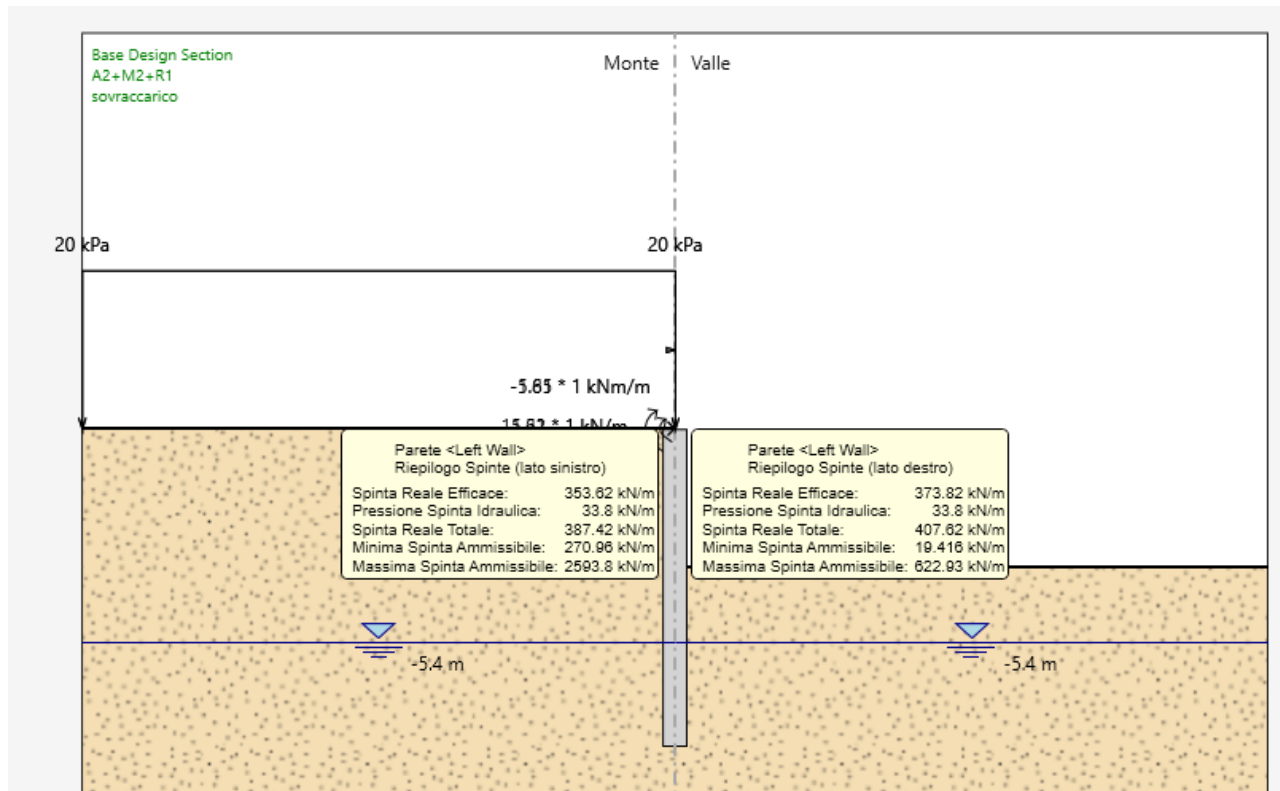 Base Design Section
A2+M2+R1
sovraccarico
Monte
Valle
20 kPa
20 kPa
* 1 kNm/m
* 1 kN/m
Parete <Left Wall>
Riepilogo Spinte (lato sinistro)
Spinta Reale Efficace: 353.62 kN/m
Pressione Spinta Idraulica: 33.8 kN/m
Spinta Reale Totale: 387.42 kN/m
Minima Spinta Ammissibile: 270.96 kN/m
Massima Spinta Ammissibile: 2593.8 kN/m
Parete <Left Wall>
Riepilogo Spinte (lato destro)
Spinta Reale Efficace: 373.82 kN/m
Pressione Spinta Idraulica: 33.8 kN/m
Spinta Reale Totale: 407.62 kN/m
Minima Spinta Ammissibile: 19.416 kN/m
Massima Spinta Ammissibile: 622.93 kN/m
-5.4 m
-5.4 m